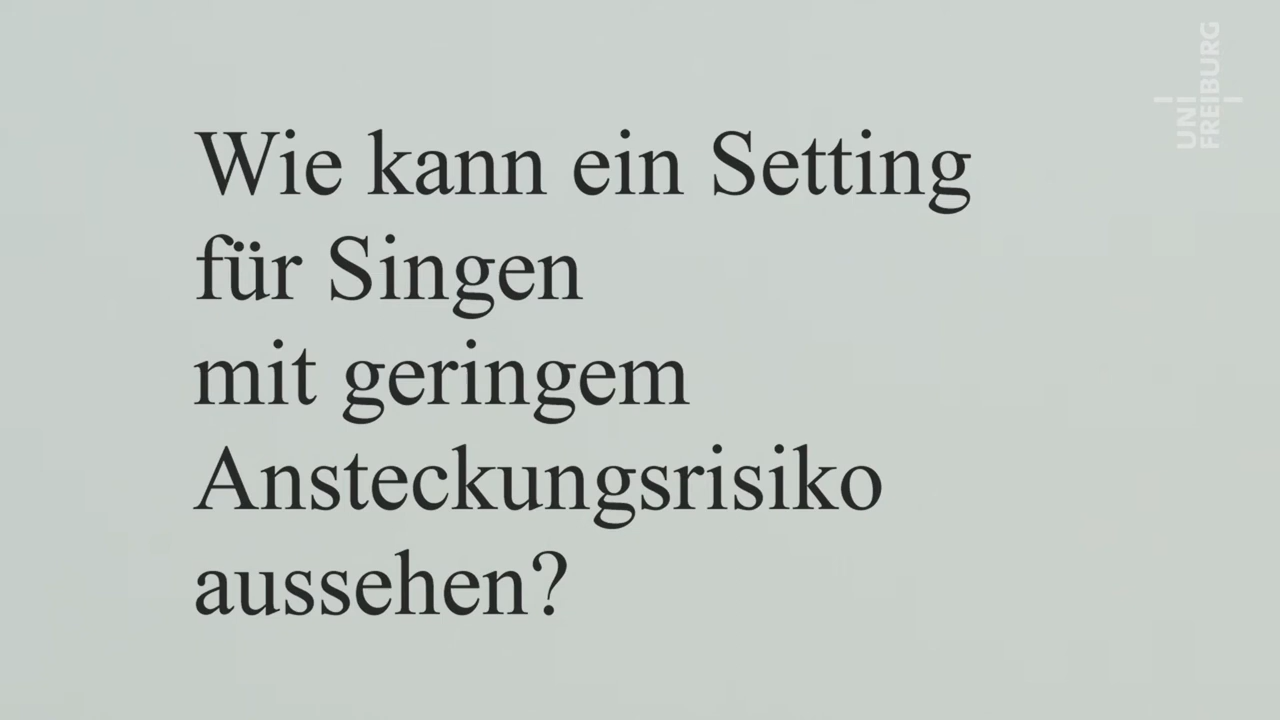 Wie kann ein Setting
für Singen
mit geringem
Ansteckungsrisiko
aussehen?
UNI
FREIBURG